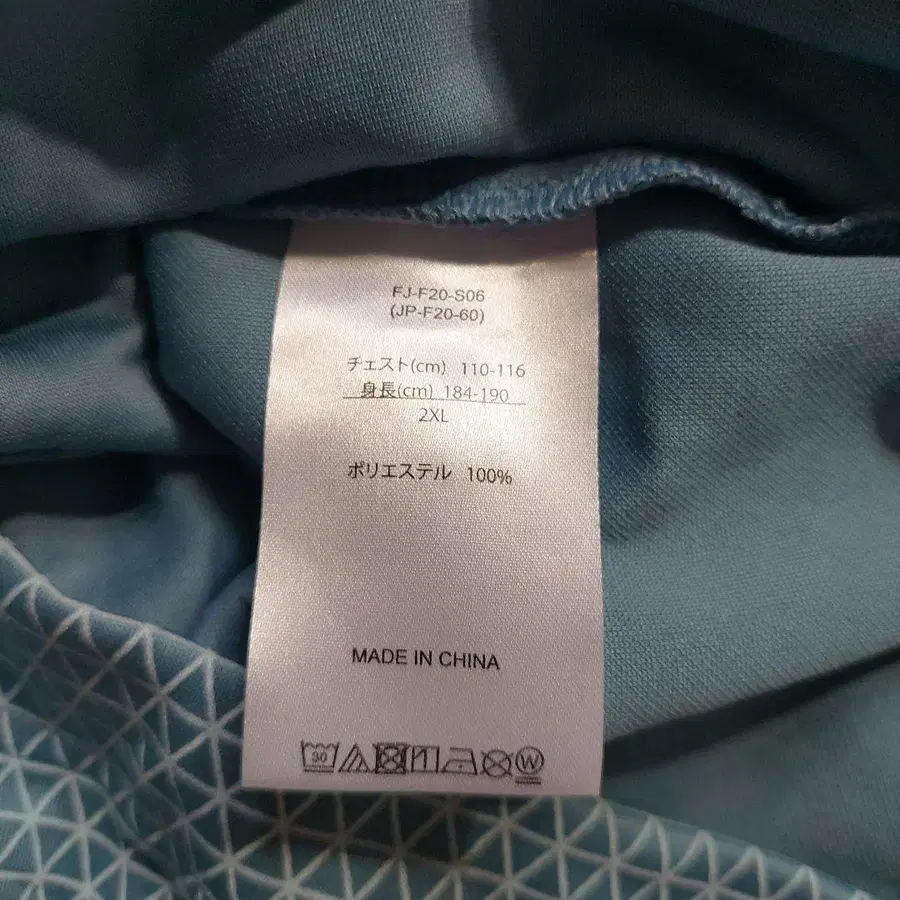 FJ-F20-S06
(JP-F20-60)
チェスト(cm) 110-116
身長(cm) 184-190
2XL
ポリエステル 100%
MADE IN CHINA
30
W